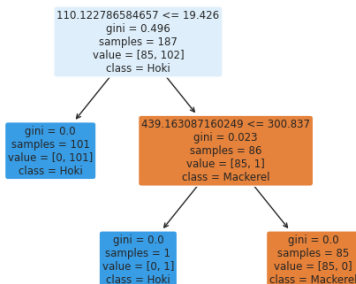 110.122786584657 <= 19.426
gini = 0.496
samples = 187
value = [85, 102]
class = Hoki
gini = 0.0
samples = 101
value = [0, 101]
class = Hoki
439.163087160249 <= 300.837
gini = 0.023
samples = 86
value = [85, 1]
class = Mackerel
gini = 0.0
samples = 1
value = [0, 1]
class = Hoki
gini = 0.0
samples = 85
value = [85, 0]
class = Mackerel